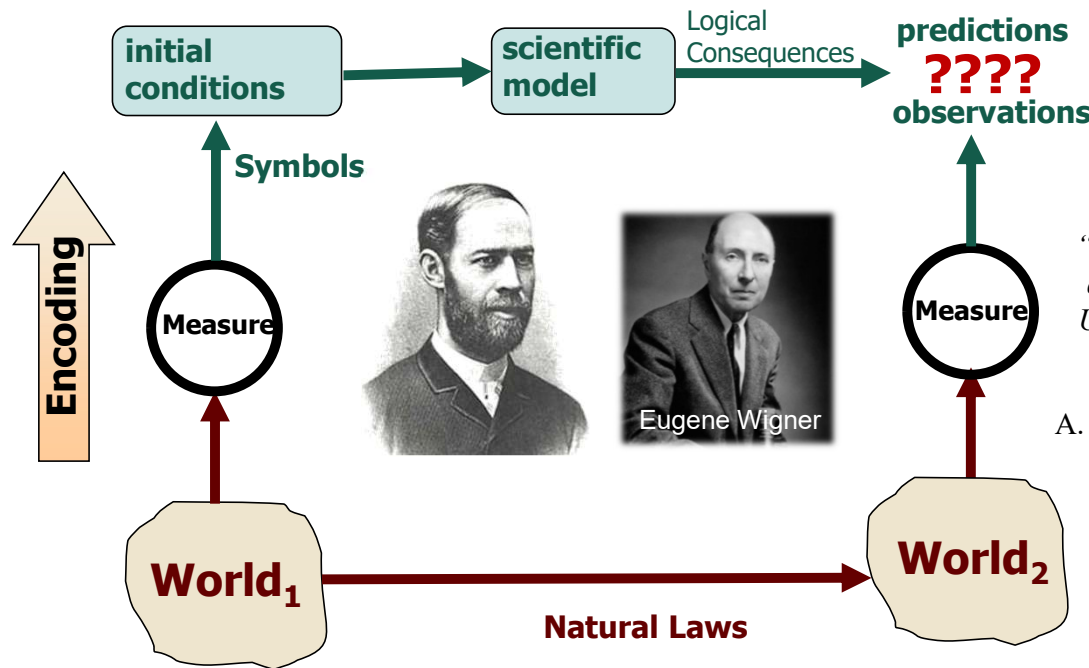 initial
conditions
scientific
model
Logical
Consequences
predictions
????
observations
Symbols
Encoding
Measure
Eugene Wigner
Measure
“
U
A.
World₁
Natural Laws
World₂